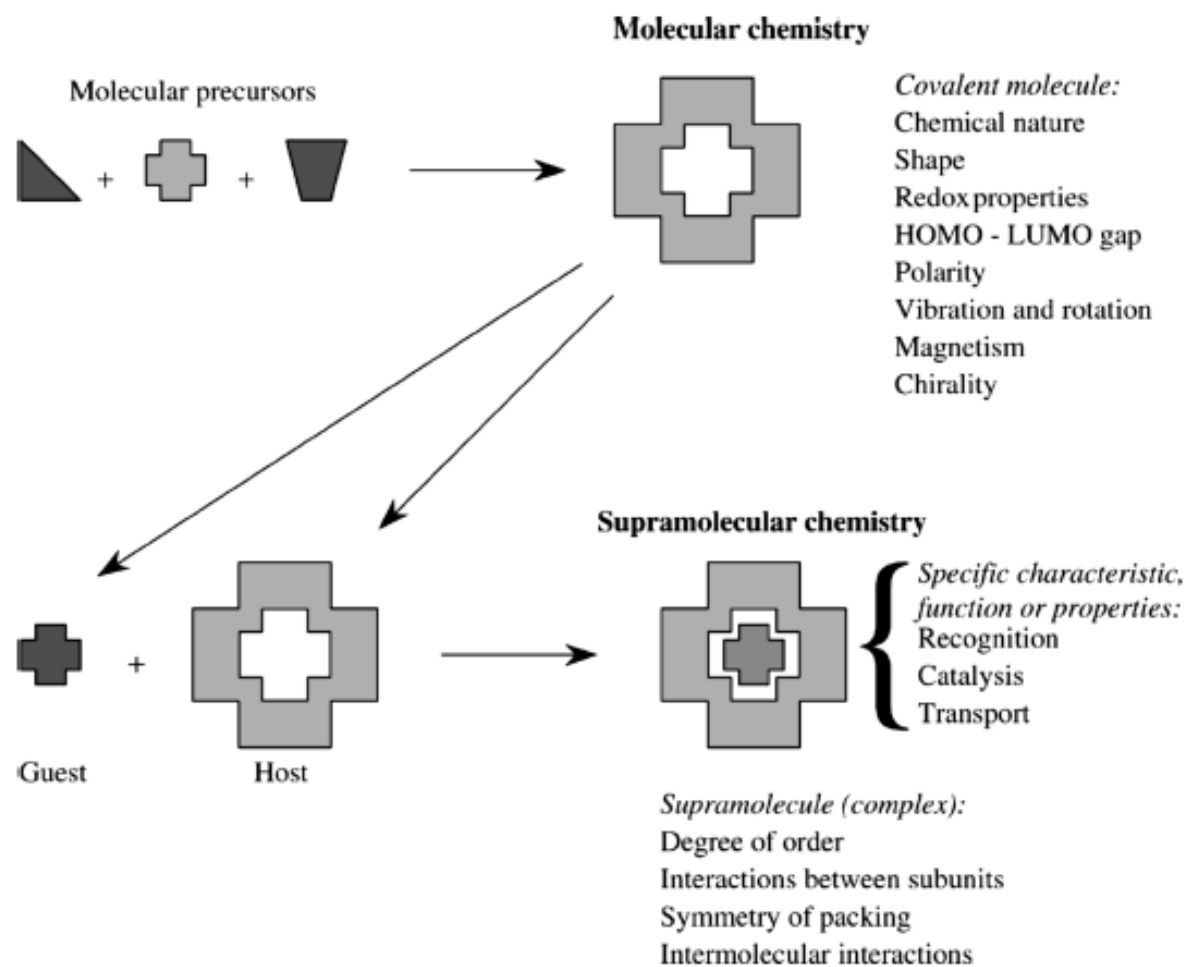 Molecular chemistry
Molecular precursors
+ +
Covalent molecule:
Chemical nature
Shape
Redox properties
HOMO - LUMO gap
Polarity
Vibration and rotation
Magnetism
Chirality
Supramolecular chemistry
+
Guest
Host
Specific characteristic,
function or properties:
Recognition
Catalysis
Transport
Supramolecule (complex):
Degree of order
Interactions between subunits
Symmetry of packing
Intermolecular interactions